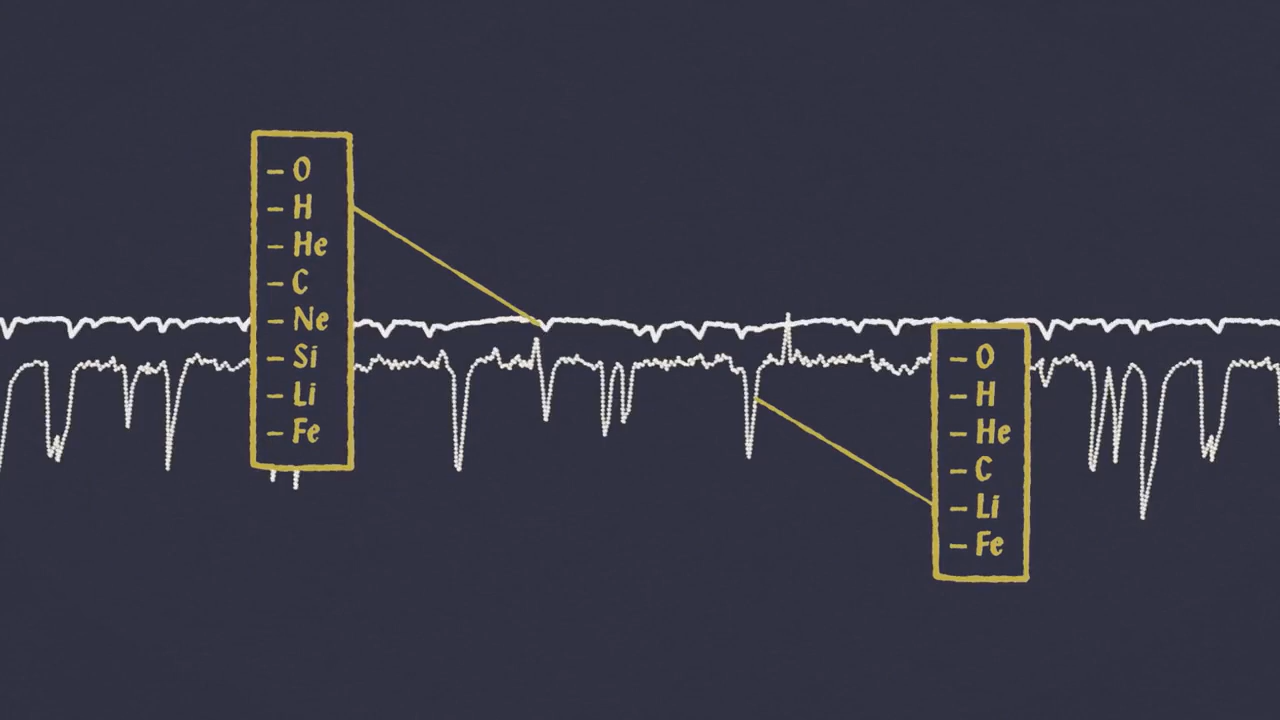 – O
– H
– He
– C
– Ne
– Si
– Li
– Fe
– O
– H
– He
– C
– Li
– Fe